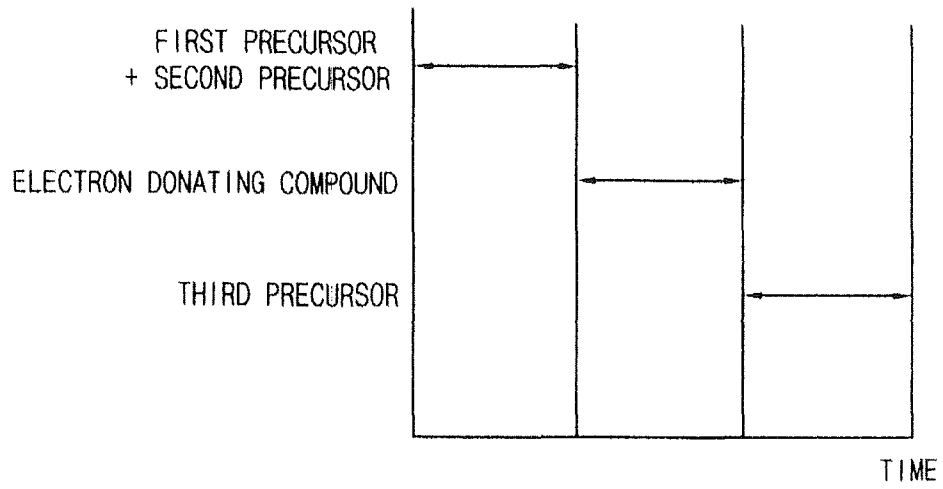 FIRST PRECURSOR
+ SECOND PRECURSOR
ELECTRON DONATING COMPOUND
THIRD PRECURSOR
TIME